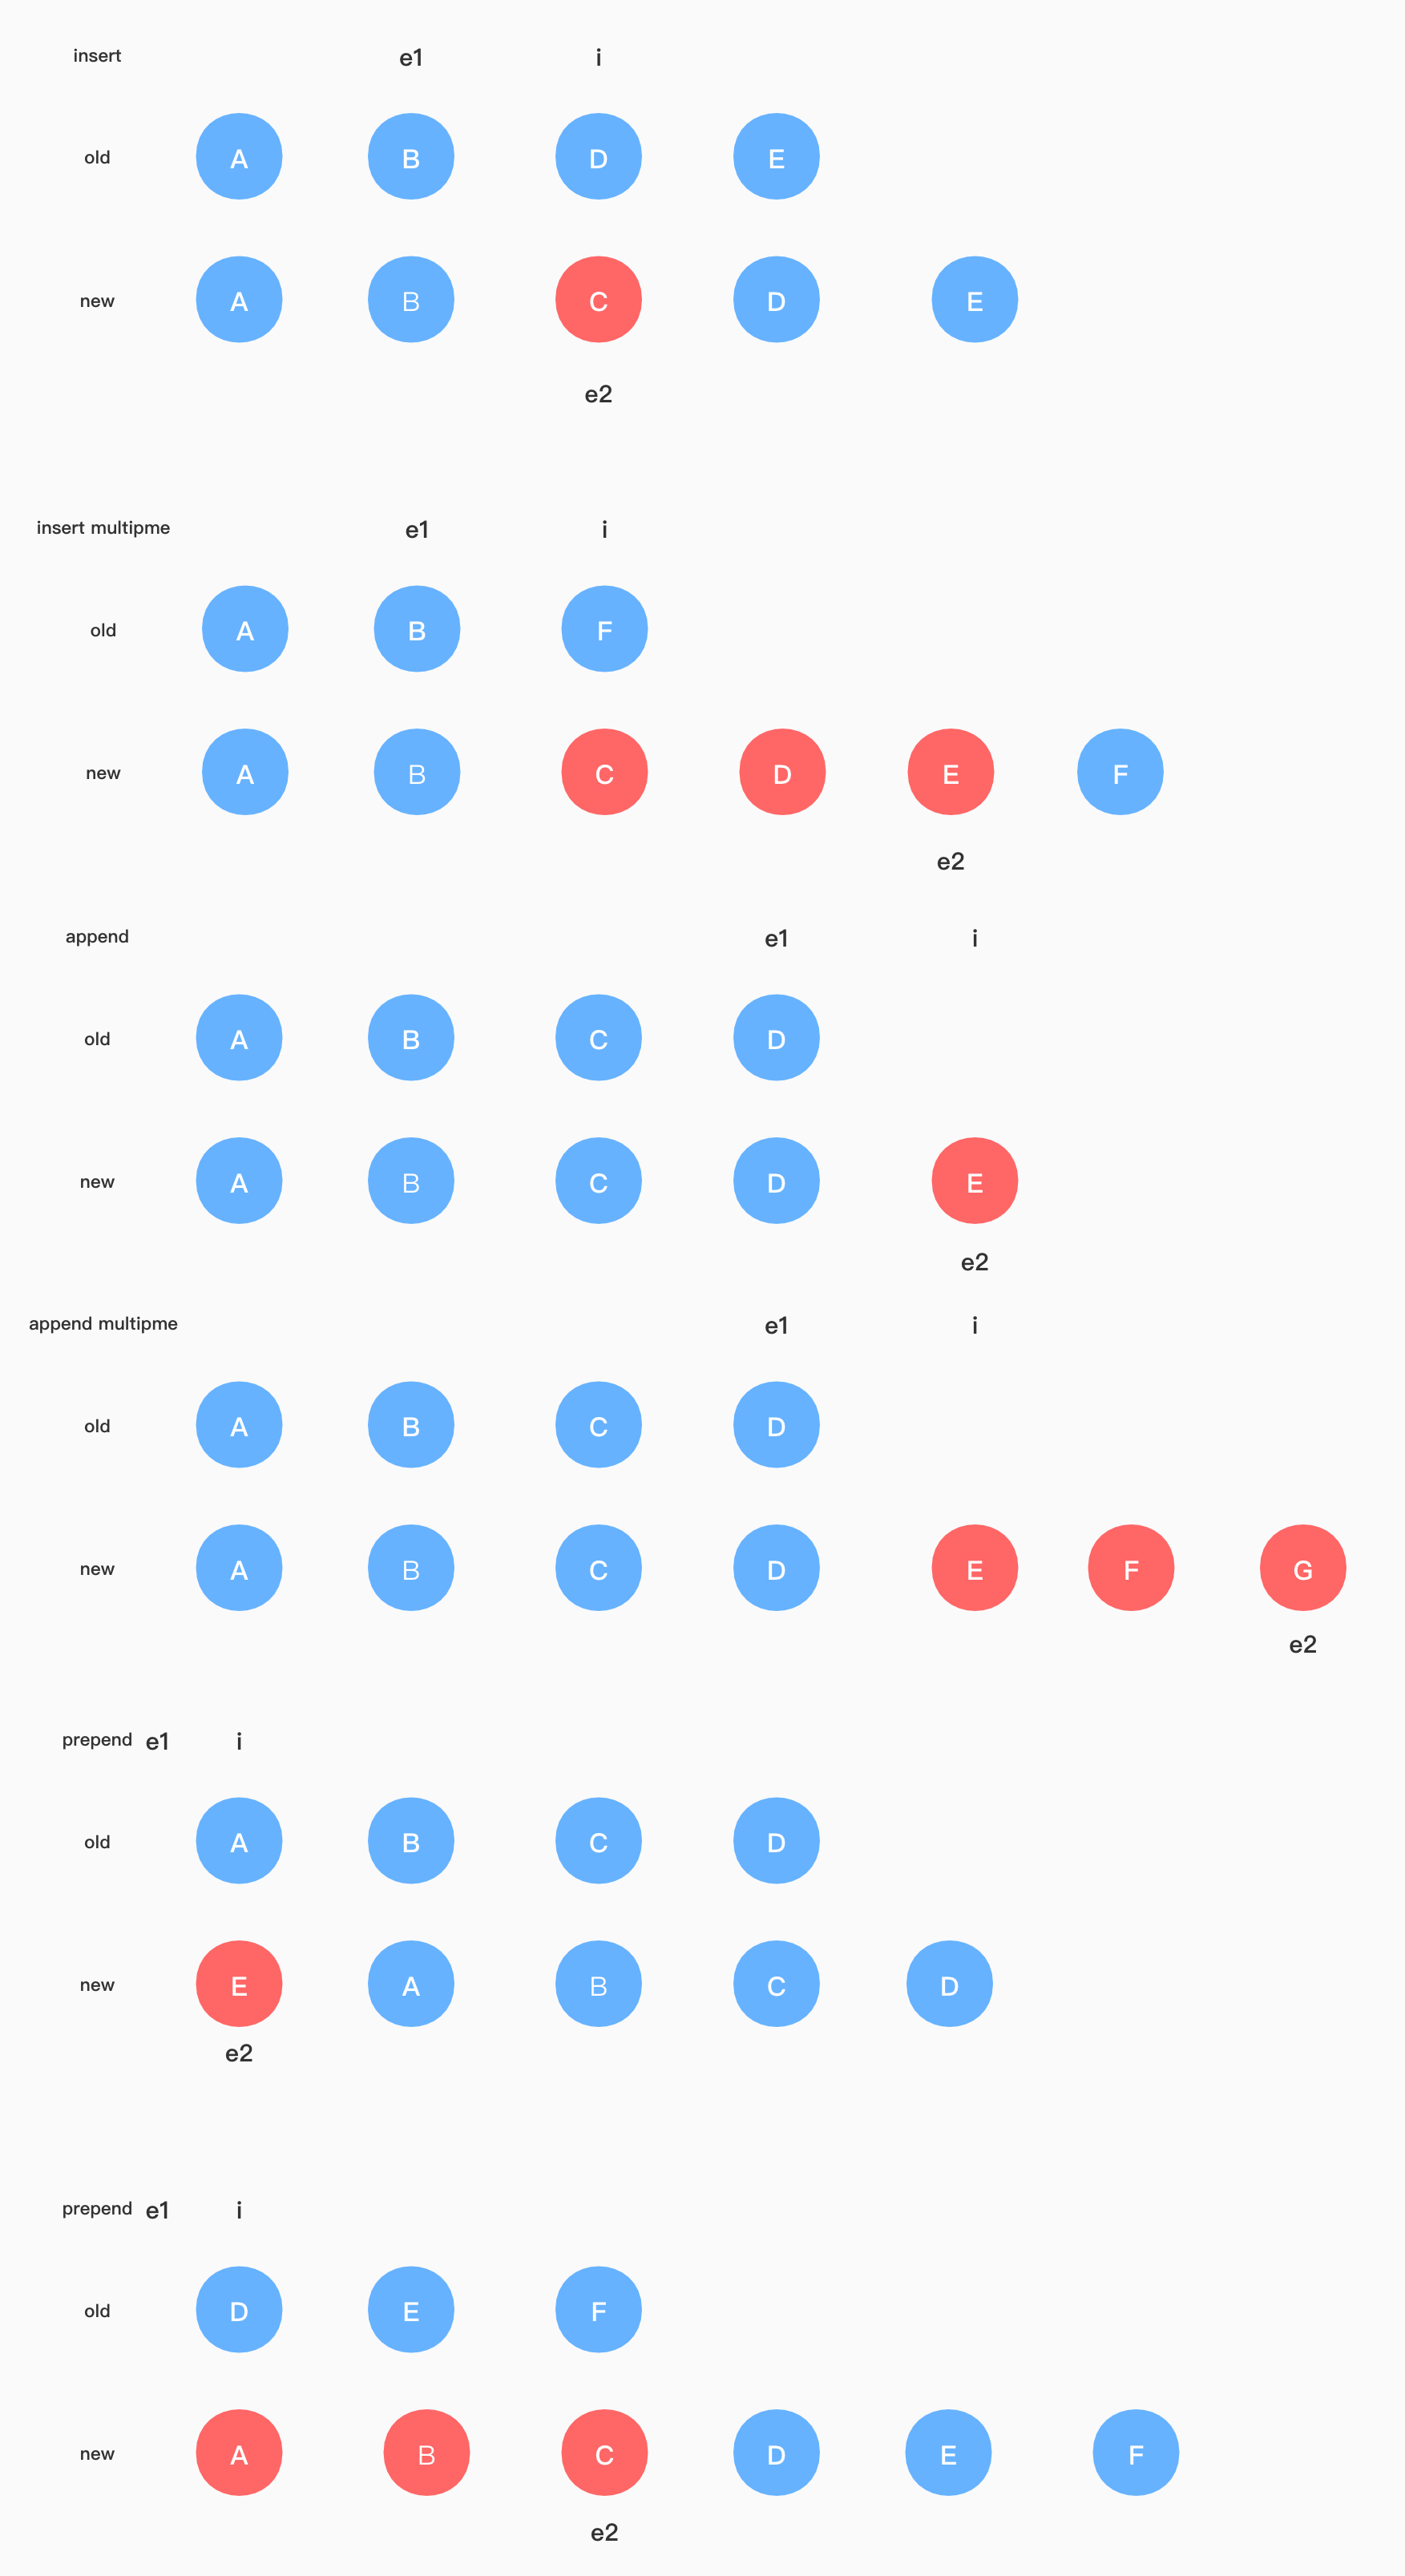 insert e1 i
old A B D E
new A B C D E
e2
insert multipme e1 i
old A B F
new A B C D E F
e2
append e1 i
old A B C D
new A B C D E
e2
append multipme e1 i
old A B C D
new A B C D E F G
e2
prepend e1 i
old A B C D
new E A B C D
e2
prepend e1 i
old D E F
new A B C D E F
e2